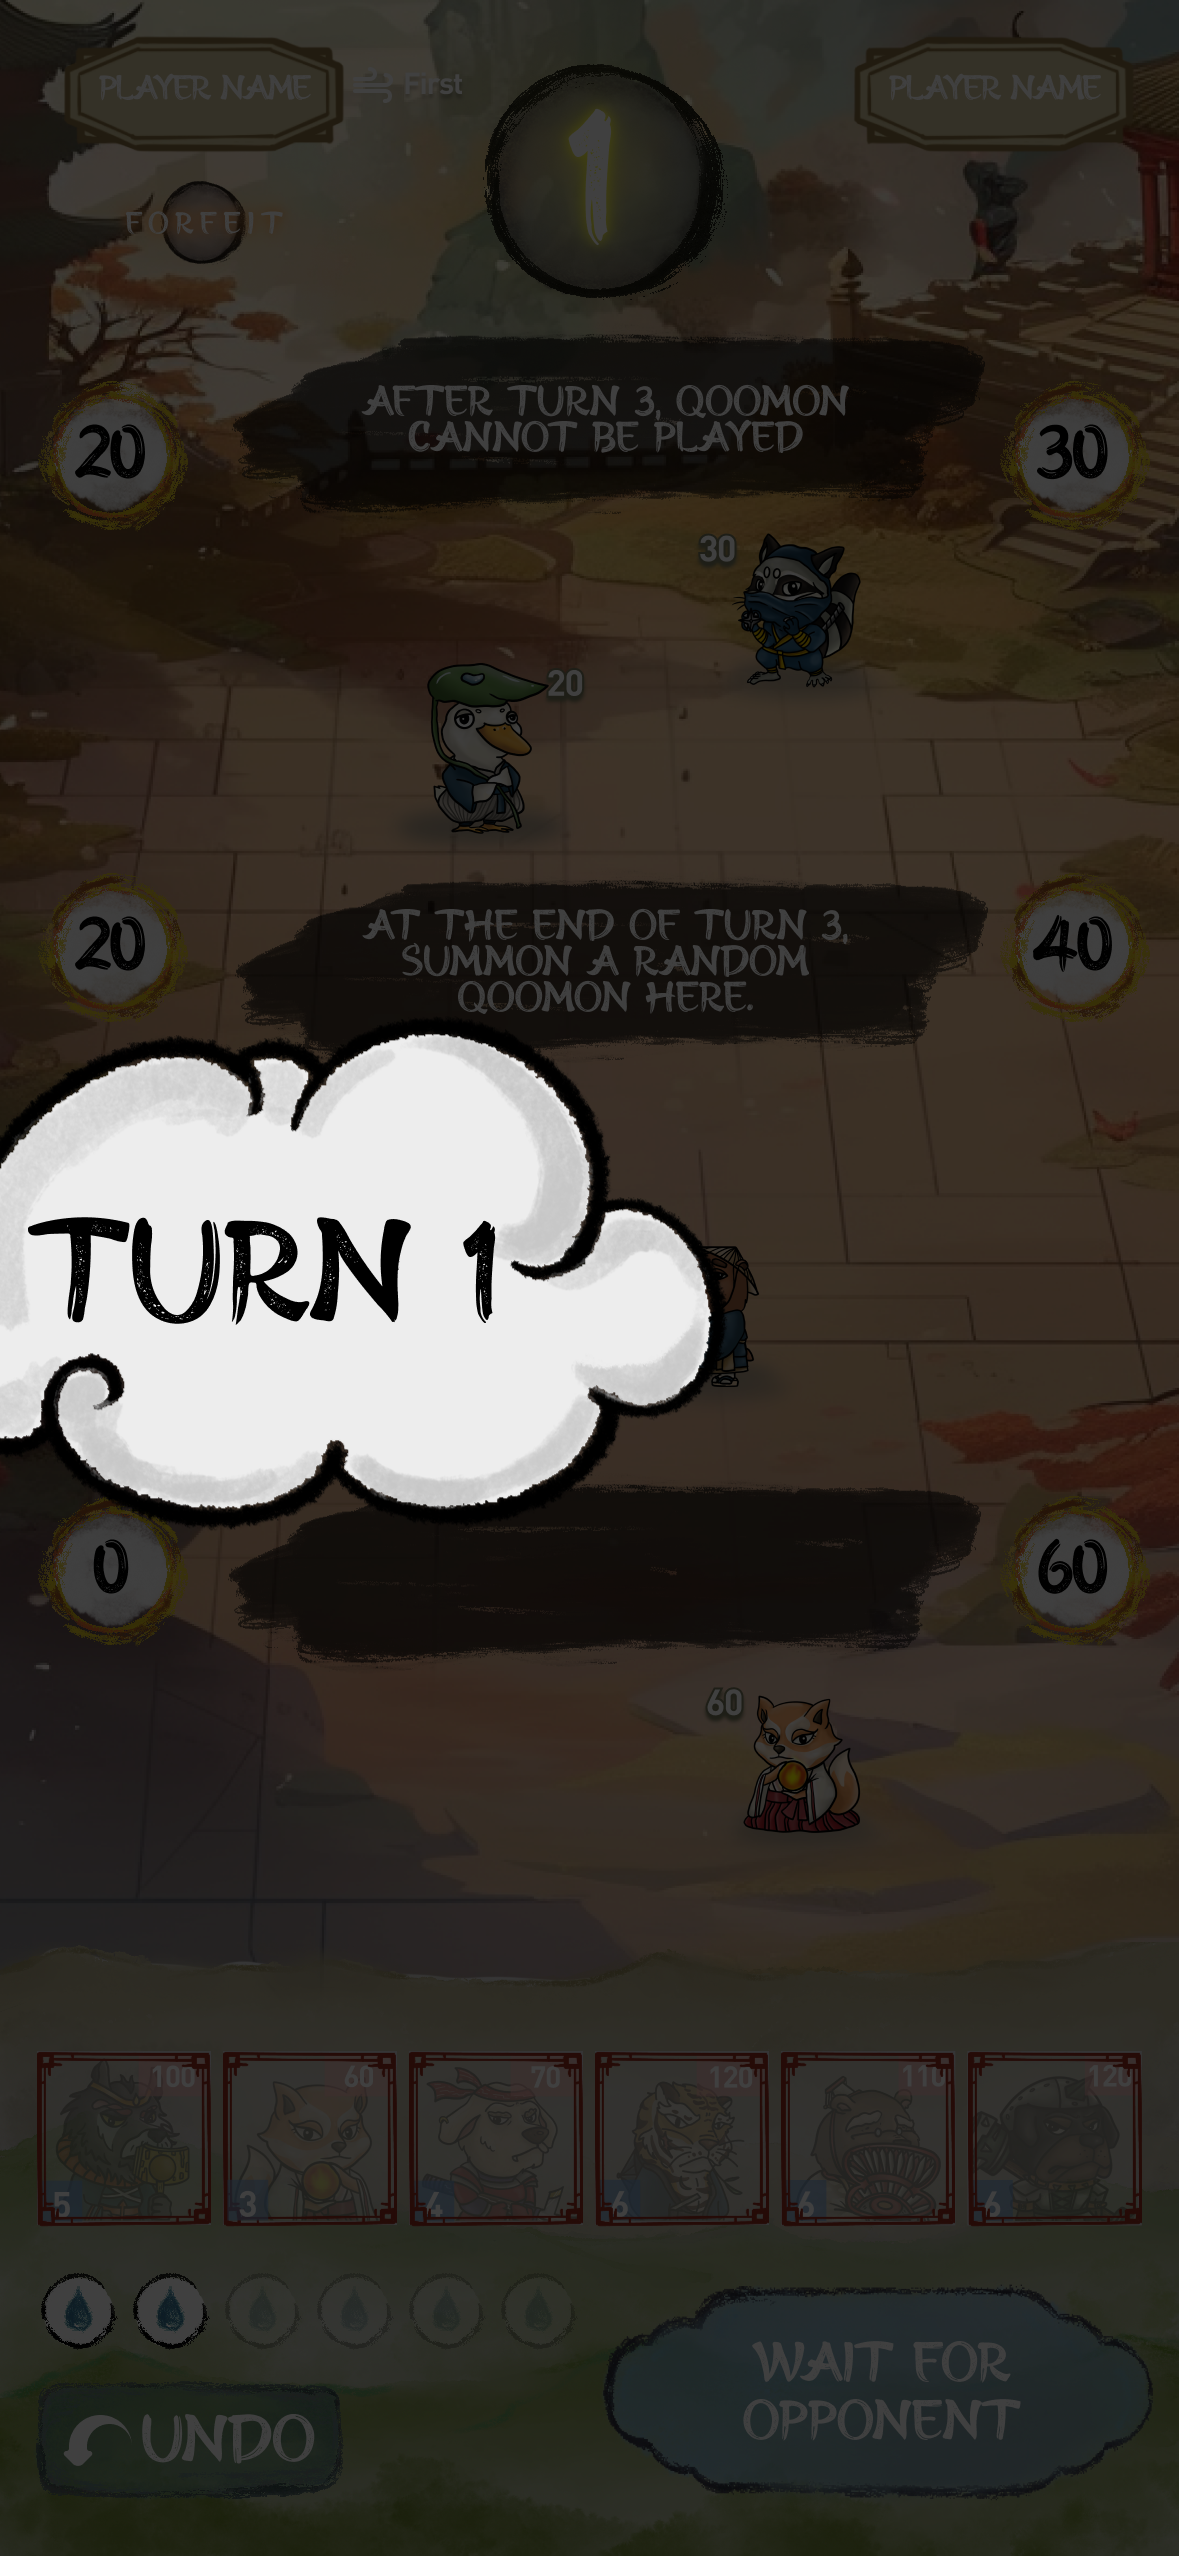 PLAYER NAME
First
1
PLAYER NAME
FORFEIT
AFTER TURN 3, QOOMON
CANNOT BE PLAYED
20
30
30
20
AT THE END OF TURN 3,
SUMMON A RANDOM
QOOMON HERE.
20
40
TURN 1
0
60
60
100
60
70
120
110
120
5
3
4
6
6
6
WAIT FOR
OPPONENT
UNDO